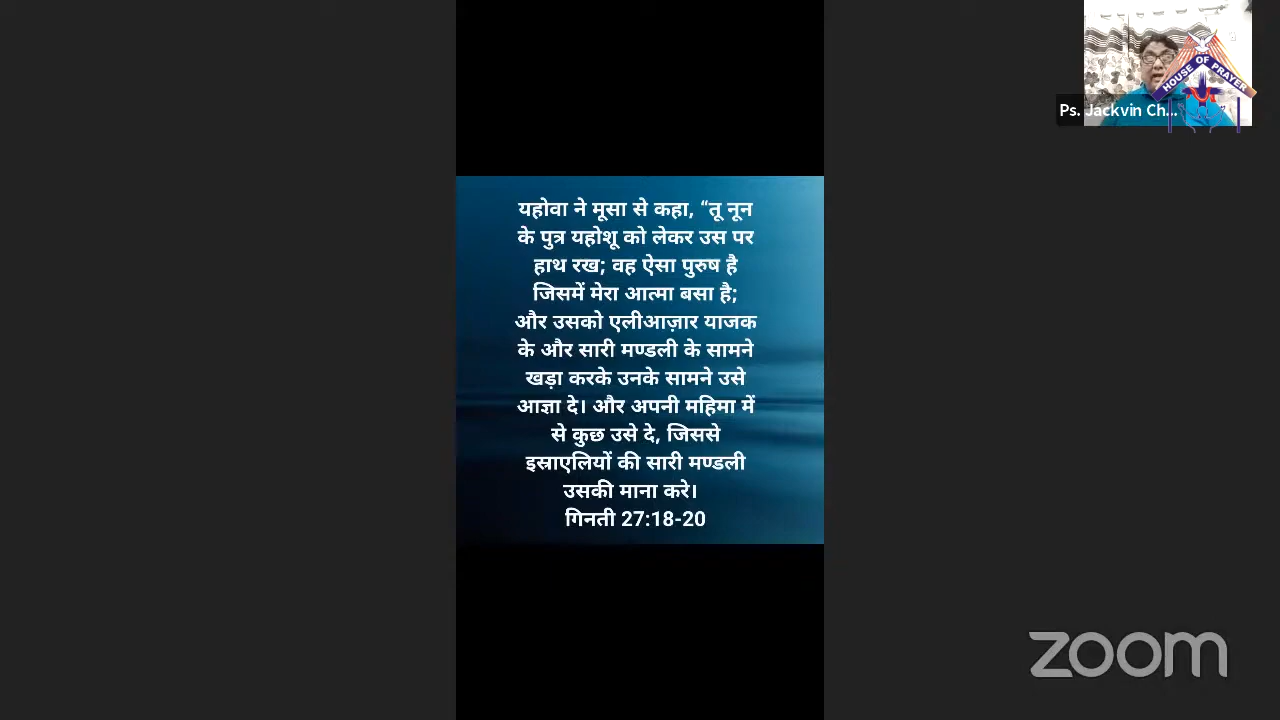 यहोवा ने मूसा से कहा, “तू नून
के पुत्र यहोशू को लेकर उस पर
हाथ रख; वह ऐसा पुरुष है
जिसमें मेरा आत्मा बसा है;
और उसको एलीआज़ार याजक
के और सारी मण्डली के सामने
खड़ा करके उनके सामने उसे
आज्ञा दे। और अपनी महिमा में
से कुछ उसे दे, जिससे
इस्राएलियों की सारी मण्डली
उसकी माना करे।
गिनती 27:18-20
HOUSE OF PRAYER
Ps. Jackvin Ch...
zoom